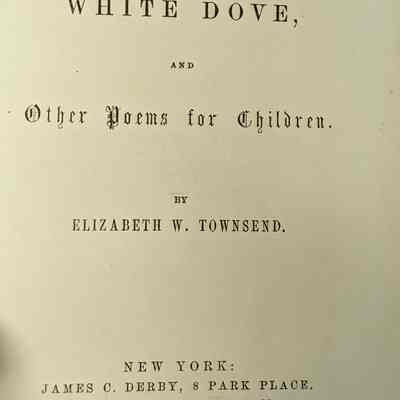 WHITE DOVE,
AND
Other Poems for Children.
BY
ELIZABETH W. TOWNSEND.
NEW YORK:
JAMES C. DERBY, 8 PARK PLACE.